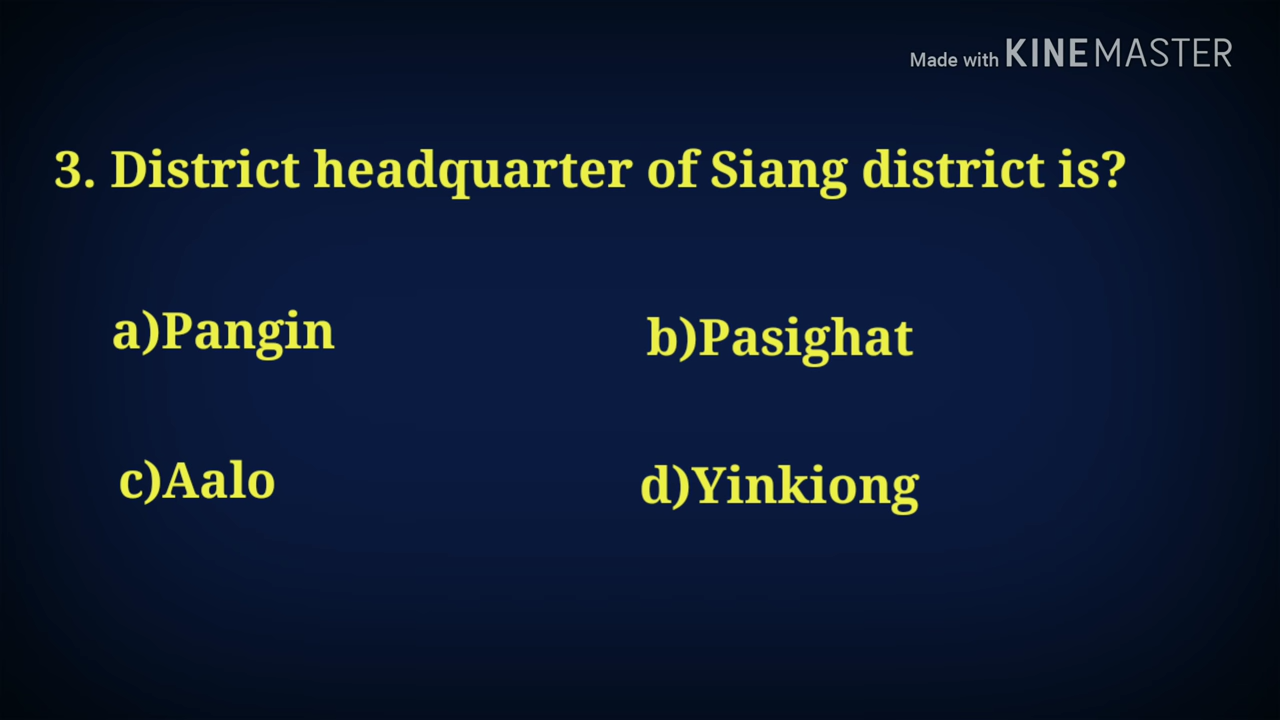 Made with KINEMASTER
3. District headquarter of Siang district is?
a)Pangin b)Pasighat
c)Aalo d)Yinkiong